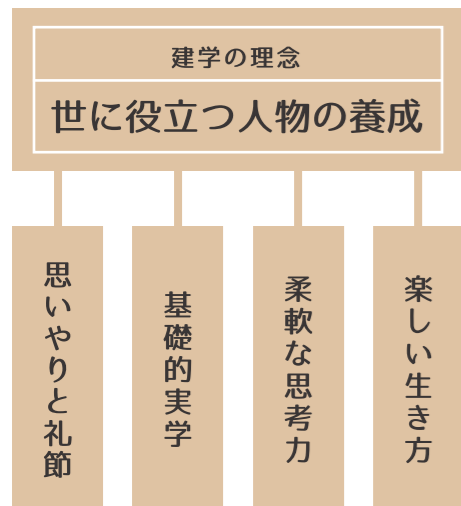 建学の理念
世に役立つ人物の養成
思いやりと礼節
基礎的実学
柔軟な思考力
楽しい生き方